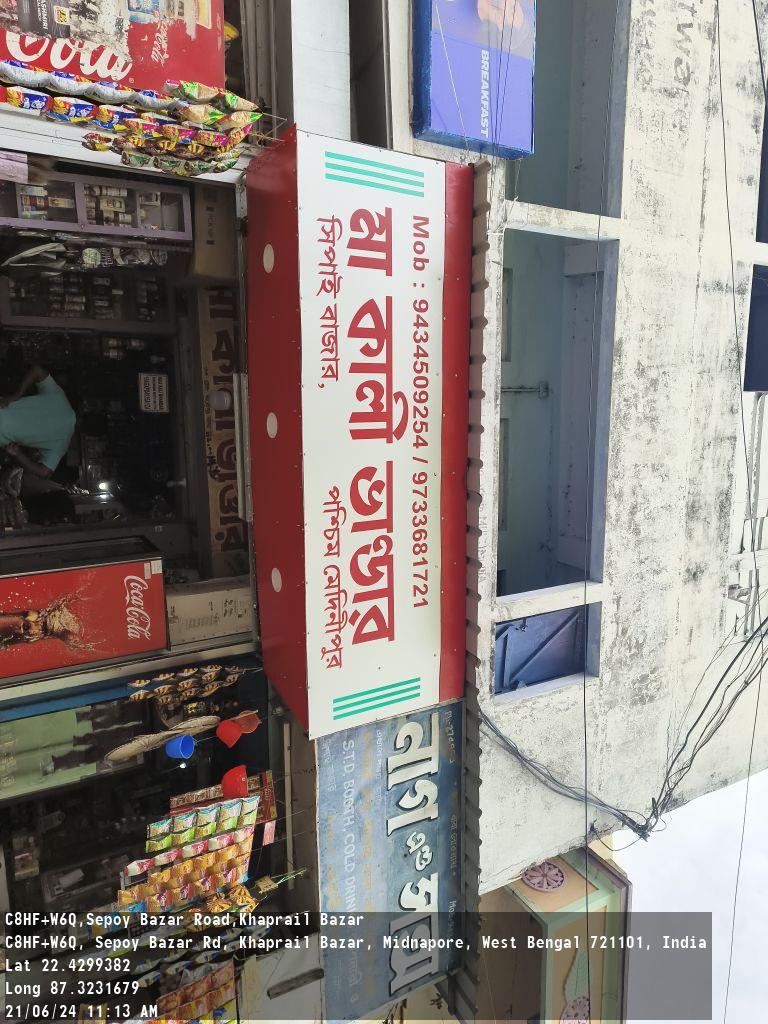 Mob : 9434509254 / 9733681721
মা কালী ভাণ্ডার
সিপাই বাজার, পশ্চিম মেদিনীপুর
BREAKFAST
Coca-Cola
নাগ এণ্ড সন্স
S.T.D. BOOTH, COLD DRINK
C8HF+W6Q,Sepoy Bazar Road,Khaprail Bazar
C8HF+W6Q, Sepoy Bazar Rd, Khaprail Bazar, Midnapore, West Bengal 721101, India
Lat 22.4299382
Long 87.3231679
21/06/24 11:13 AM